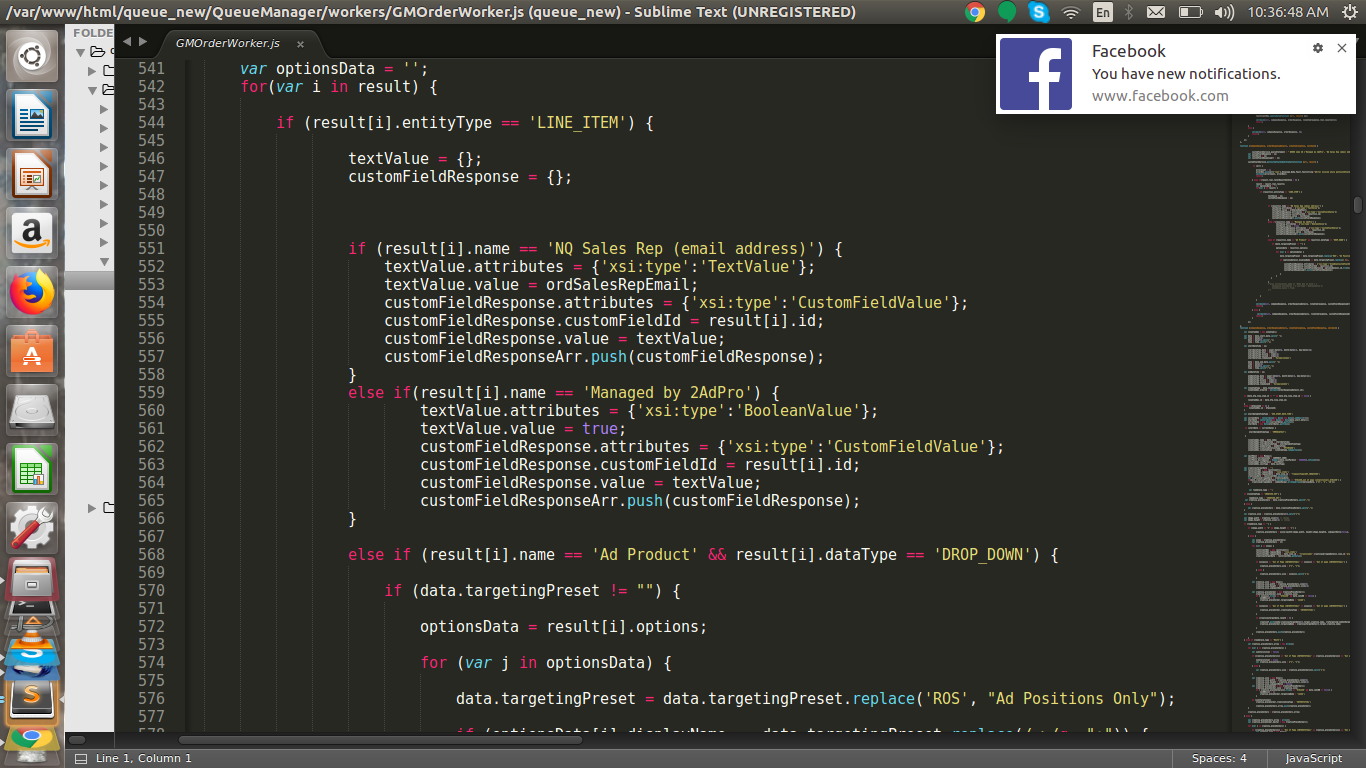 /var/www/html/queue_new/QueueManager/workers/GMOrderWorker.js (queue_new) - Sublime Text (UNREGISTERED)
En
10:36:48 AM
FOLDE
GMOrderWorker.js ×
Facebook
You have new notifications.
www.facebook.com
541 var optionsData = '';
542 for(var i in result) {
543
544 if (result[i].entityType == 'LINE_ITEM') {
545
546 textValue = {};
547 customFieldResponse = {};
548
549
550
551 if (result[i].name == 'NQ Sales Rep (email address)') {
552 textValue.attributes = {'xsi:type':'TextValue'};
553 textValue.value = ordSalesRepEmail;
554 customFieldResponse.attributes = {'xsi:type':'CustomFieldValue'};
555 customFieldResponse.customFieldId = result[i].id;
556 customFieldResponse.value = textValue;
557 customFieldResponseArr.push(customFieldResponse);
558 }
559 else if(result[i].name == 'Managed by 2AdPro') {
560 textValue.attributes = {'xsi:type':'BooleanValue'};
561 textValue.value = true;
562 customFieldResponse.attributes = {'xsi:type':'CustomFieldValue'};
563 customFieldResponse.customFieldId = result[i].id;
564 customFieldResponse.value = textValue;
565 customFieldResponseArr.push(customFieldResponse);
566 }
567
568 else if (result[i].name == 'Ad Product' && result[i].dataType == 'DROP_DOWN') {
569
570 if (data.targetingPreset != "") {
571
572 optionsData = result[i].options;
573
574 for (var j in optionsData) {
575
576 data.targetingPreset = data.targetingPreset.replace('ROS', "Ad Positions Only");
577
Line 1, Column 1
Spaces: 4
JavaScript